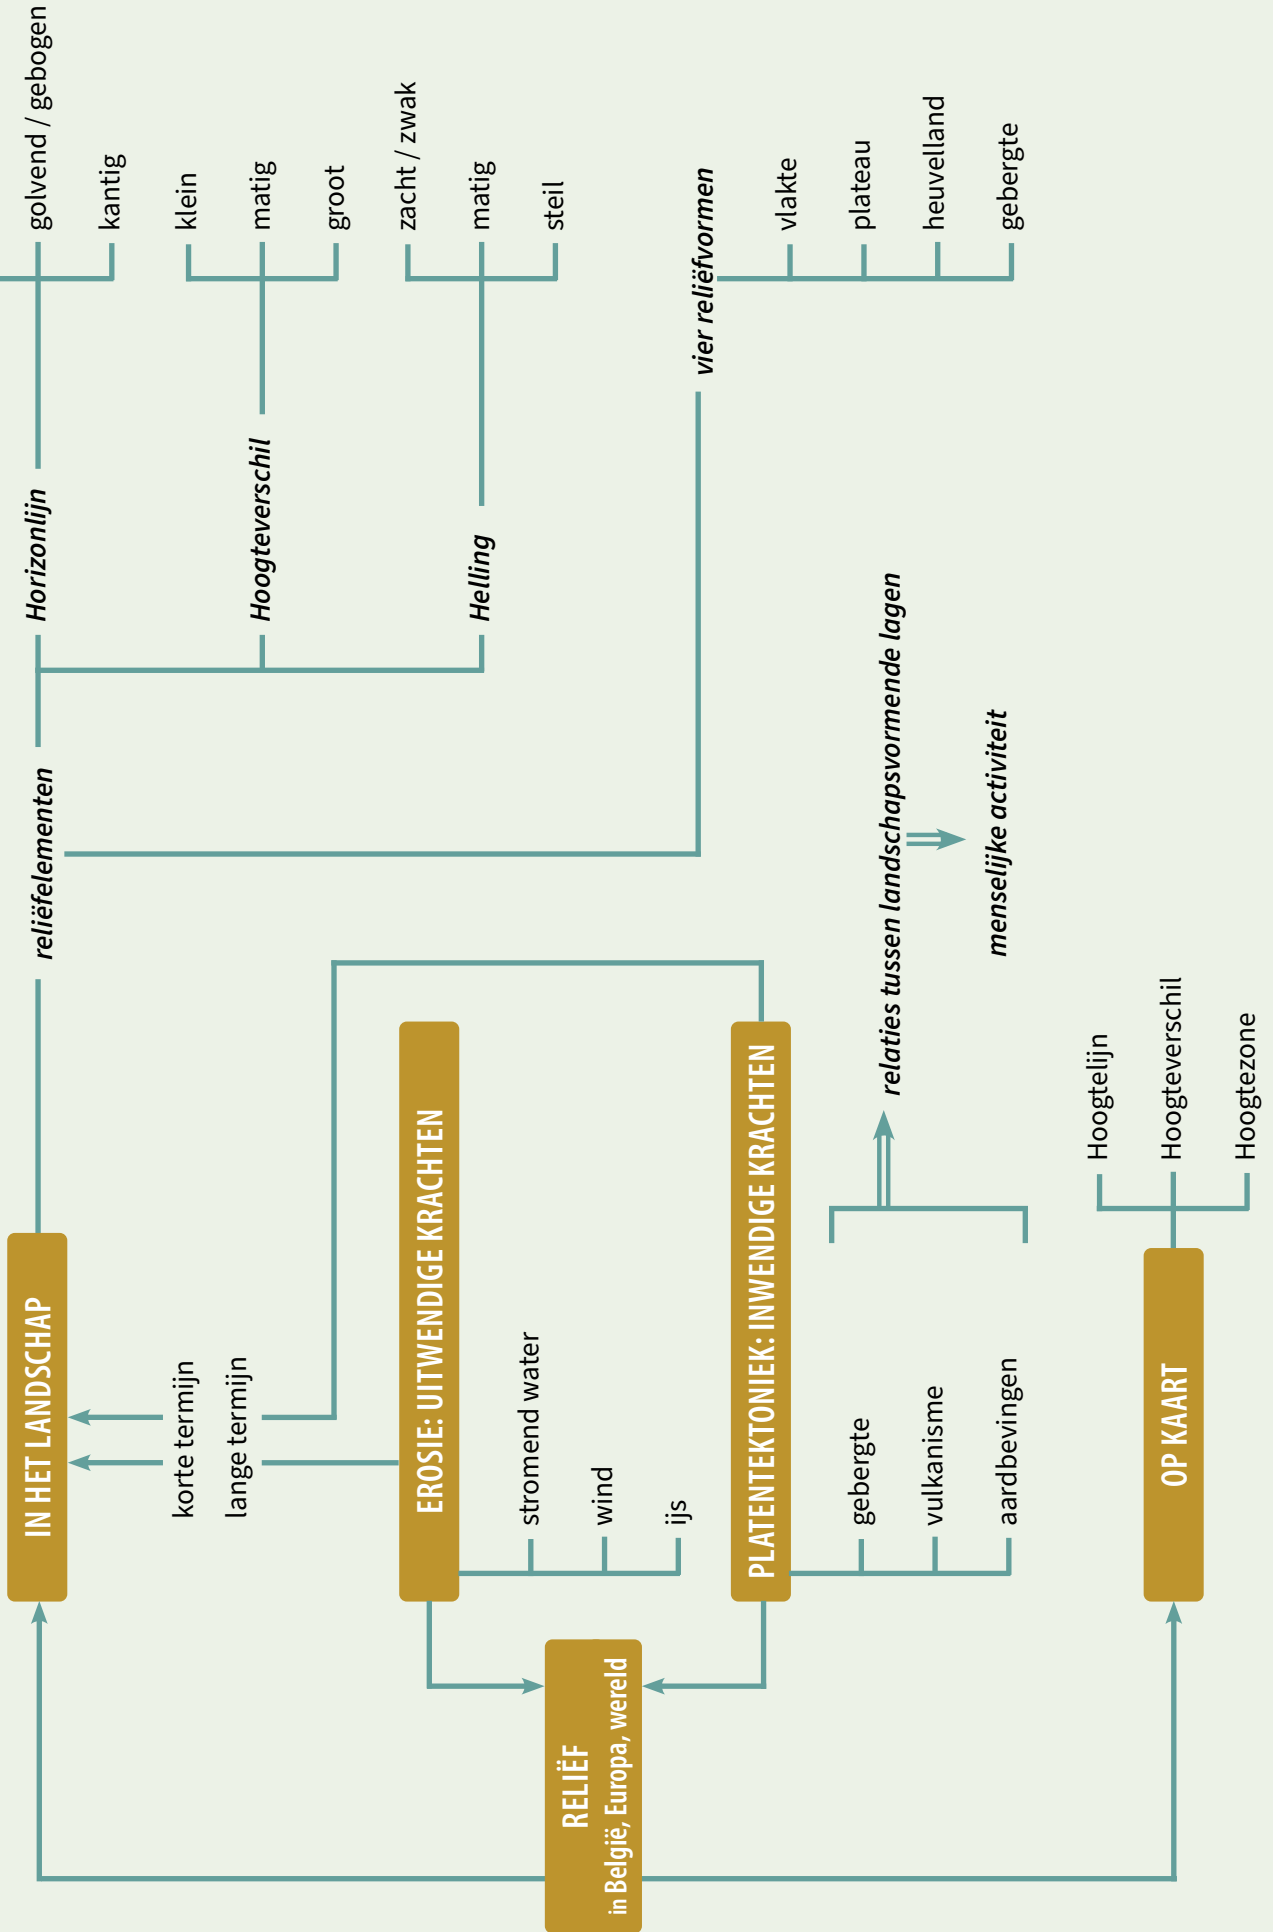 RELIËF
in België, Europa, wereld
IN HET LANDSCHAP
korte termijn
lange termijn
reliëfelementen
Horizonlijn
golvend / gebogen
kantig
Hoogteverschil
klein
matig
groot
Helling
zacht / zwak
matig
steil
vier reliëfvormen
vlakte
plateau
heuvelland
gebergte
EROSIE: UITWENDIGE KRACHTEN
stromend water
wind
ijs
PLATENTEKTONIEK: INWENDIGE KRACHTEN
gebergte
vulkanisme
aardbevingen
relaties tussen landschapsvormende lagen
menselijke activiteit
OP KAART
Hoogtelijn
Hoogteverschil
Hoogtezone